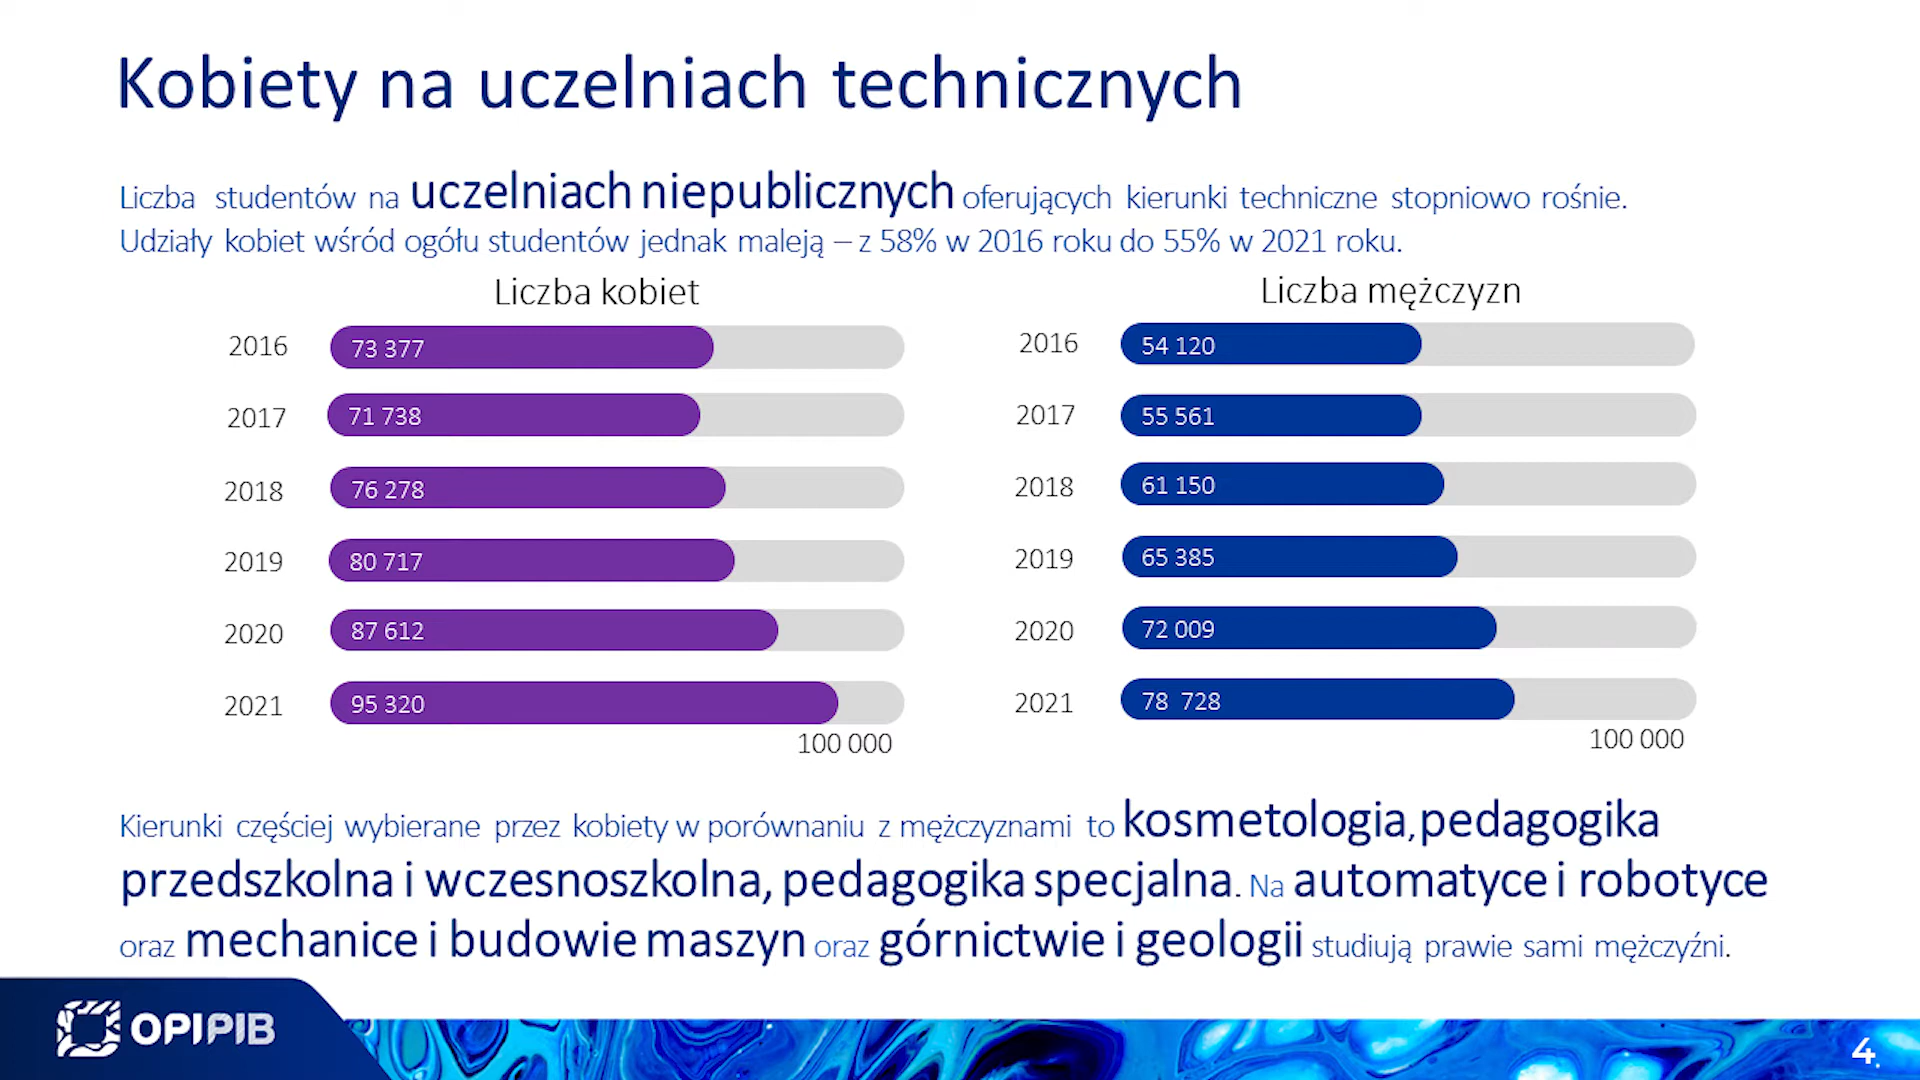 Kobiety na uczelniach technicznych
Liczba studentów na uczelniach niepublicznych oferujących kierunki techniczne stopniowo rośnie.
Udziały kobiet wśród ogółu studentów jednak maleją – z 58% w 2016 roku do 55% w 2021 roku.
Liczba kobiet
2016 73 377
2017 71 738
2018 76 278
2019 80 717
2020 87 612
2021 95 320
100 000
Liczba mężczyzn
2016 54 120
2017 55 561
2018 61 150
2019 65 385
2020 72 009
2021 78 728
100 000
Kierunki częściej wybierane przez kobiety w porównaniu z mężczyznami to kosmetologia, pedagogika
przedszkolna i wczesnoszkolna, pedagogika specjalna. Na automatyce i robotyce
oraz mechanice i budowie maszyn oraz górnictwie i geologii studiują prawie sami mężczyźni.
OPI PIB
4.